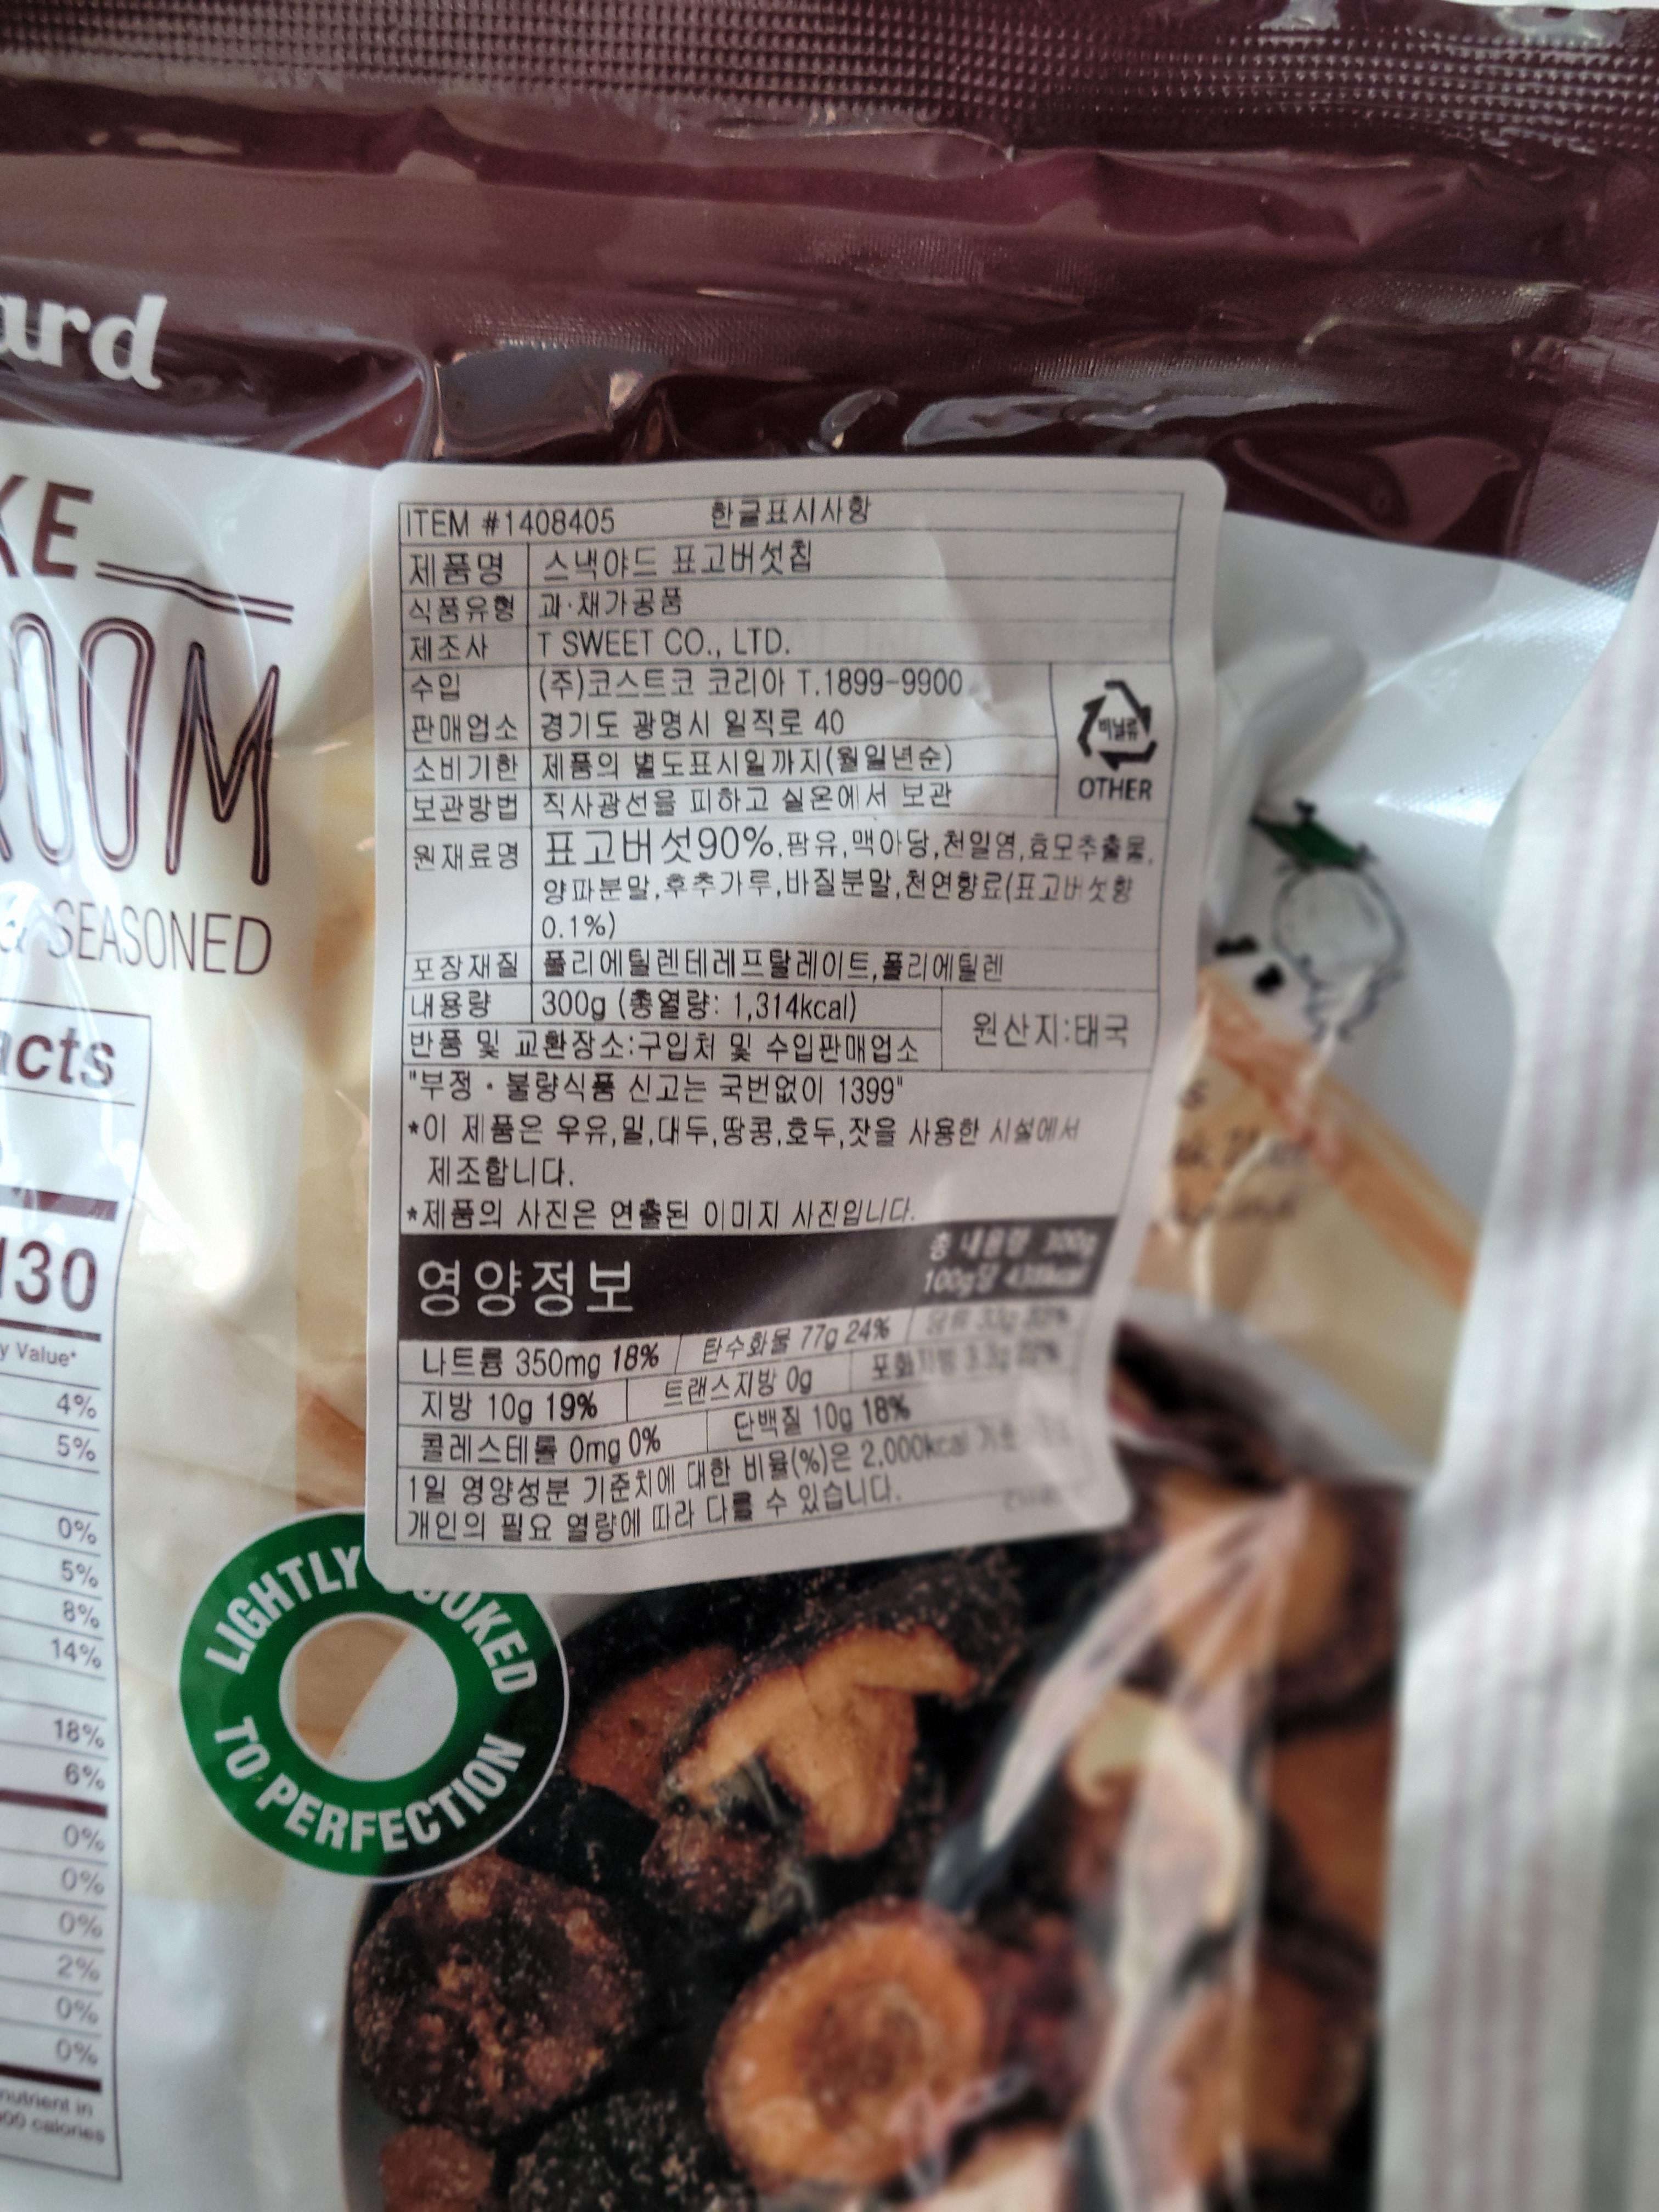 ard
KE
OOM
& SEASONED
acts
130
y Value*
4%
5%
0%
5%
8%
14%
18%
6%
0%
0%
0%
2%
0%
0%
nutrient in
calories
ITEM #1408405 한글표시사항
제품명 스낵야드 표고버섯칩
식품유형 과·채가공품
제조사 T SWEET CO., LTD.
수입 (주)코스트코 코리아 T.1899-9900
판매업소 경기도 광명시 일직로 40
소비기한 제품의 별도표시일까지(월일년순)
보관방법 직사광선을 피하고 실온에서 보관
비닐류
OTHER
원재료명 표고버섯90%,팜유,맥아당,천일염,효모추출물,
양파분말,후추가루,바질분말,천연향료(표고버섯향
0.1%)
포장재질 폴리에틸렌테레프탈레이트,폴리에틸렌
내용량 300g (총열량: 1,314kcal)
원산지:태국
반품 및 교환장소:구입처 및 수입판매업소
"부정·불량식품 신고는 국번없이 1399"
*이 제품은 우유,밀,대두,땅콩,호두,잣을 사용한 시설에서
제조합니다.
*제품의 사진은 연출된 이미지 사진입니다.
영양정보
총 내용량 300g
100g당 438kcal
나트륨 350mg 18% 탄수화물 77g 24% 당류
지방 10g 19% 트랜스지방 0g 포화지방 3.3g
콜레스테롤 0mg 0% 단백질 10g 18%
1일 영양성분 기준치에 대한 비율(%)은 2,000kcal
개인의 필요 열량에 따라 다를 수 있습니다.
LIGHTLY COOKED
TO PERFECTION